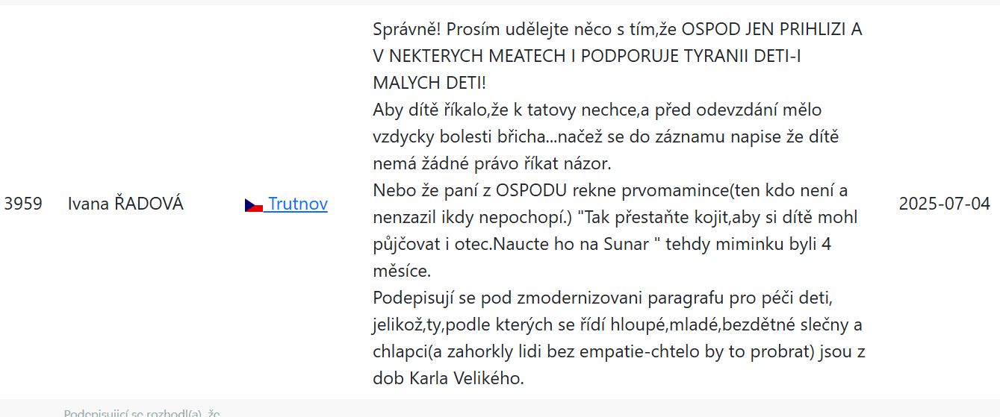 Správně! Prosím udělejte něco s tím,že OSPOD JEN PRIHLIZI A
V NEKTERYCH MEATECH I PODPORUJE TYRANII DETI-I
MALYCH DETI!
Aby dítě říkalo,že k tatovy nechce,a před odevzdání mělo
vzdycky bolesti břicha...načež se do záznamu napise že dítě
nemá žádné právo říkat názor.
Nebo že paní z OSPODU rekne prvomamince(ten kdo není a
3959 Ivana ŘADOVÁ Trutnov 2025-07-04
nenzazil ikdy nepochopí.) "Tak přestaňte kojit,aby si dítě mohl
půjčovat i otec.Naucte ho na Sunar " tehdy miminku byli 4
měsíce.
Podepisují se pod zmodernizovani paragrafu pro péči deti,
jelikož,ty,podle kterých se řídí hloupé,mladé,bezdětné slečny a
chlapci(a zahorkly lidi bez empatie-chtelo by to probrat) jsou z
dob Karla Velikého.
Podepisující se rozhodl(a), že